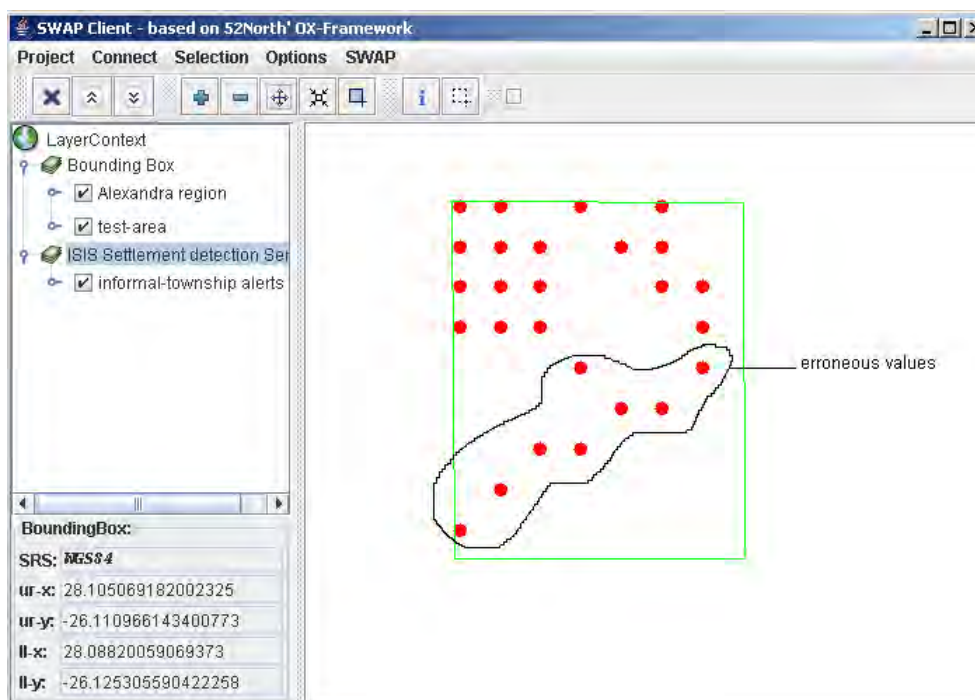 SWAP Client - based on 52North' OX-Framework
Project Connect Selection Options SWAP
LayerContext
Bounding Box
Alexandra region
test-area
ISIS Settlement detection Ser
informal-township alerts
erroneous values
BoundingBox:
SRS: WGS84
ur-x: 28.105069182002325
ur-y: -26.110966143400773
ll-x: 28.08820059069373
ll-y: -26.125305590422258